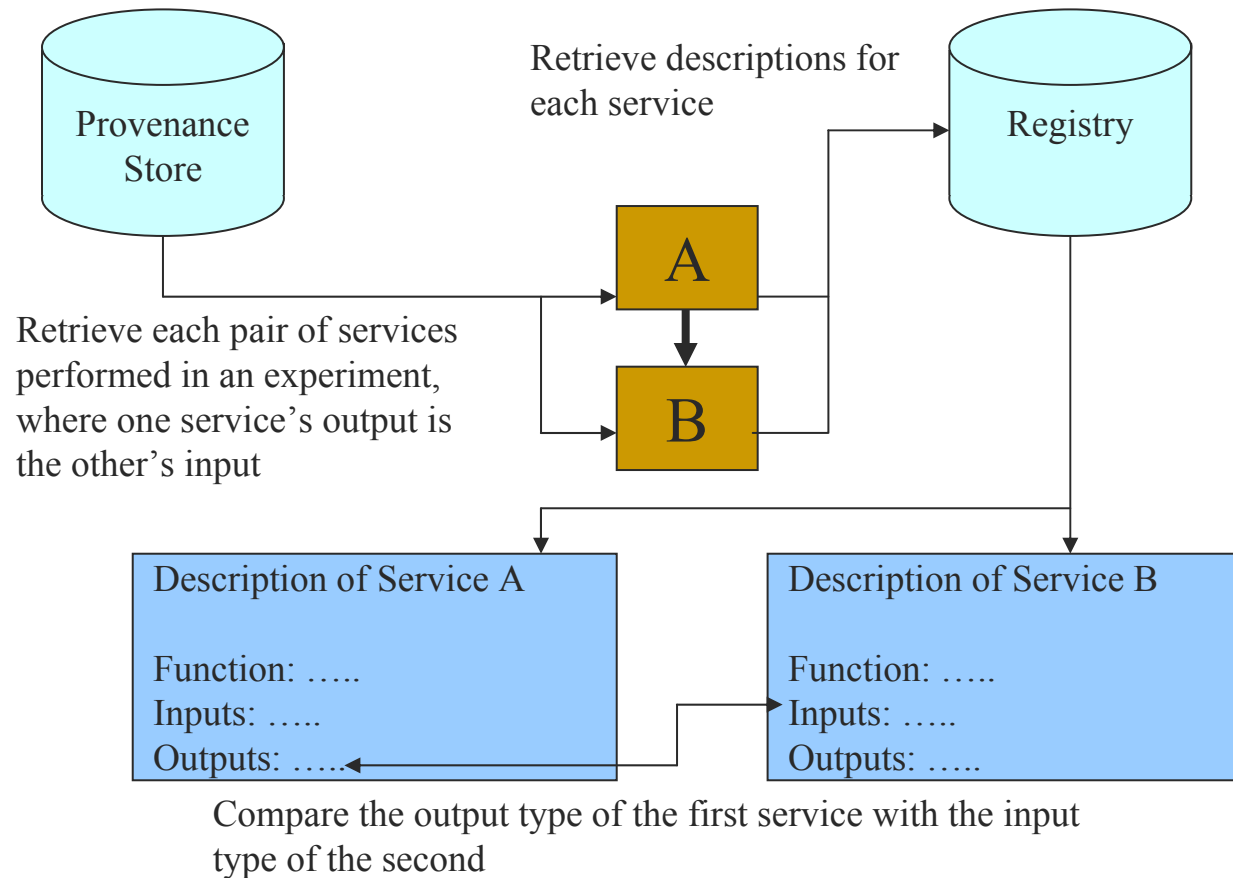 Provenance
Store
Retrieve descriptions for
each service
Registry
A
B
Retrieve each pair of services
performed in an experiment,
where one service’s output is
the other’s input
Description of Service A
Function: …..
Inputs: …..
Outputs: …..
Description of Service B
Function: …..
Inputs: …..
Outputs: …..
Compare the output type of the first service with the input
type of the second